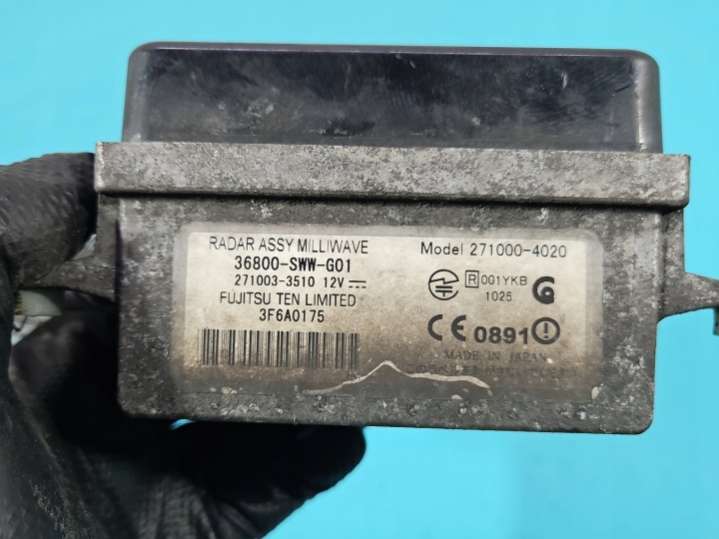 RADAR ASSY MILLIWAVE
36800-SWW-G01
271003-3510 12V
FUJITSU TEN LIMITED
3F6A0175
Model 271000-4020
R 001YKB
1025
CE 0891
MADE IN JAPAN